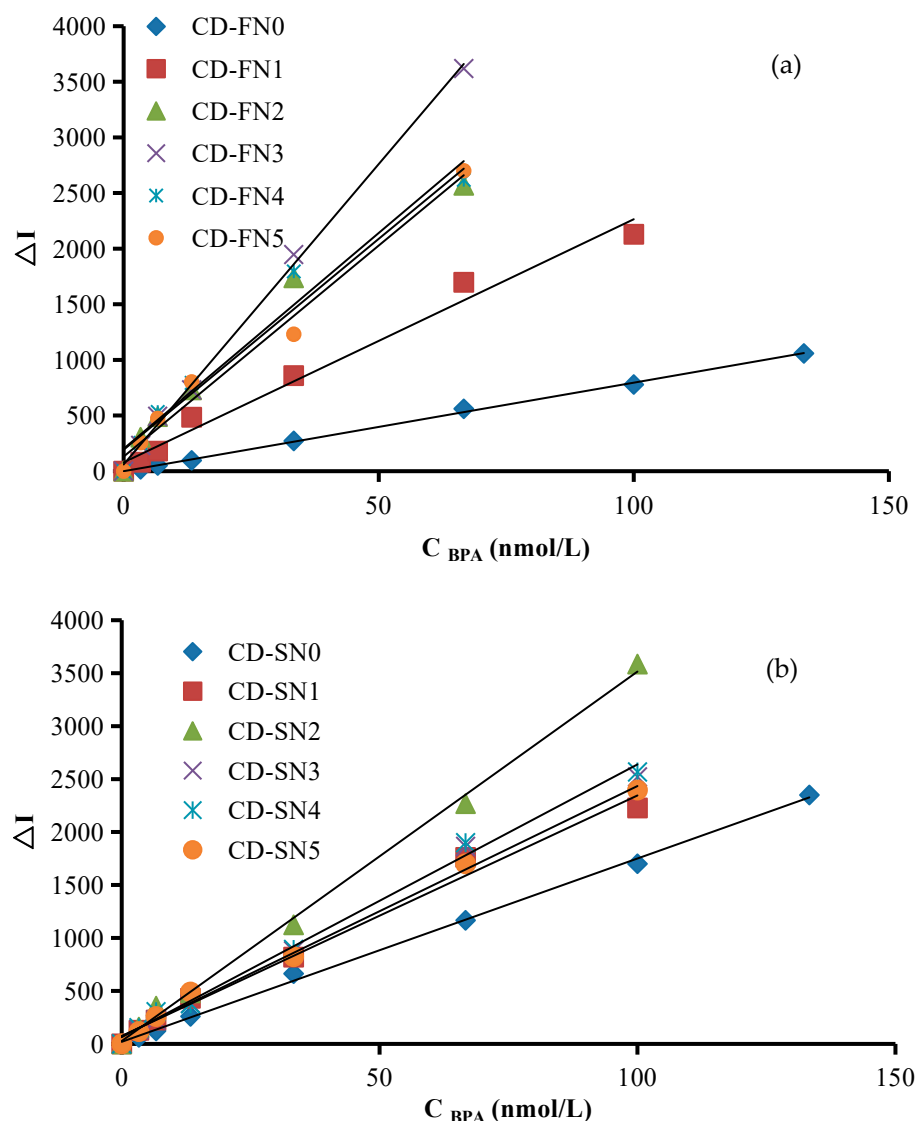 4000
3500
3000
2500
2000
1500
1000
500
0
△I
CD-FN0
CD-FN1
CD-FN2
CD-FN3
CD-FN4
CD-FN5
(a)
0 50 100 150
C BPA (nmol/L)
4000
3500
3000
2500
2000
1500
1000
500
0
△I
CD-SN0
CD-SN1
CD-SN2
CD-SN3
CD-SN4
CD-SN5
(b)
0 50 100 150
C BPA (nmol/L)